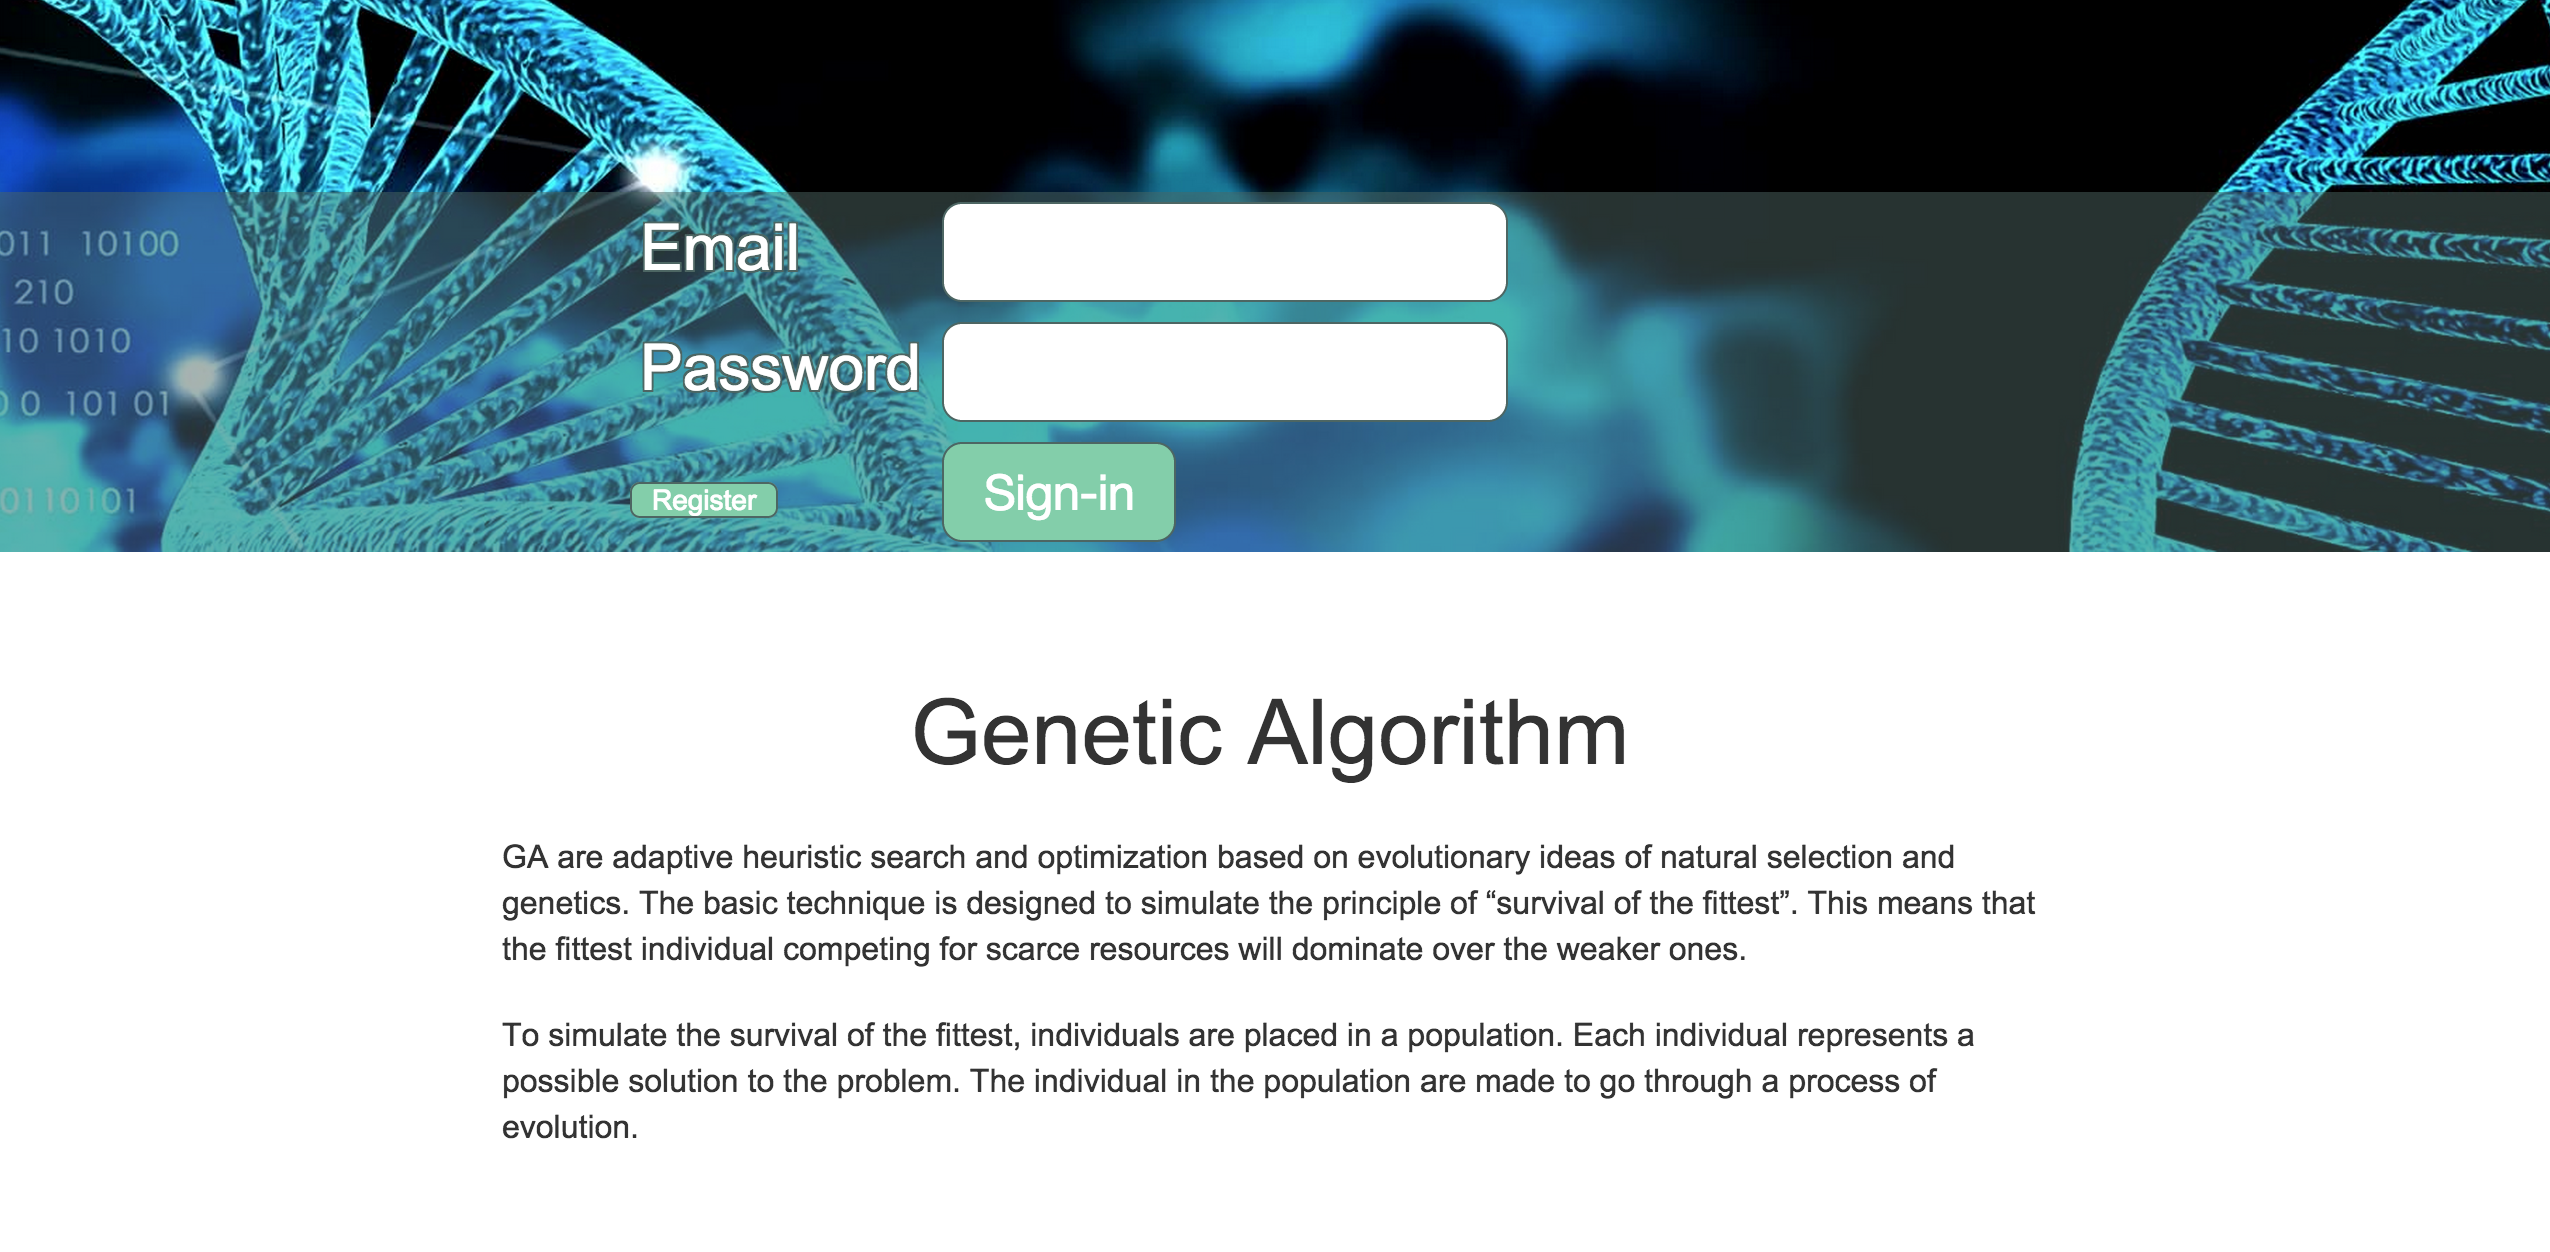 011 10100
210
10 1010
0 0 101 01
0110101
Email
Password
Register
Sign-in
Genetic Algorithm
GA are adaptive heuristic search and optimization based on evolutionary ideas of natural selection and
genetics. The basic technique is designed to simulate the principle of “survival of the fittest”. This means that
the fittest individual competing for scarce resources will dominate over the weaker ones.
To simulate the survival of the fittest, individuals are placed in a population. Each individual represents a
possible solution to the problem. The individual in the population are made to go through a process of
evolution.